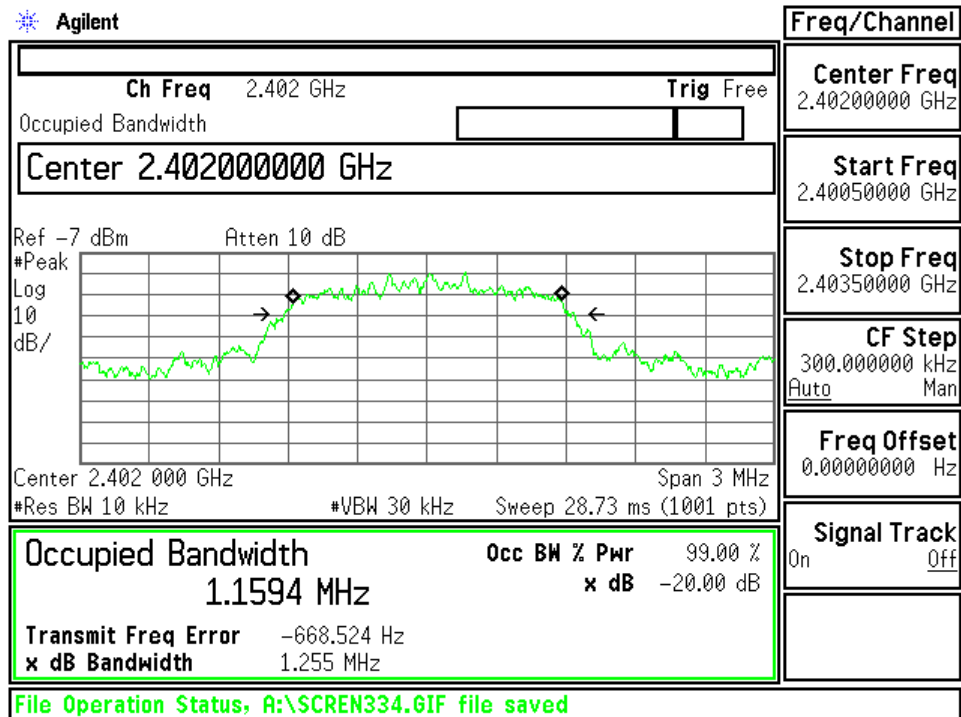 Agilent
Freq/Channel
Ch Freq 2.402 GHz Trig Free
Occupied Bandwidth
Center 2.402000000 GHz
Ref -7 dBm Atten 10 dB
#Peak
Log
10
dB/
Center 2.402 000 GHz Span 3 MHz
#Res BW 10 kHz #VBW 30 kHz Sweep 28.73 ms (1001 pts)
Occupied Bandwidth
1.1594 MHz
Occ BW % Pwr 99.00 %
x dB -20.00 dB
Transmit Freq Error -668.524 Hz
x dB Bandwidth 1.255 MHz
File Operation Status, A:\SCREN334.GIF file saved
Center Freq
2.40200000 GHz
Start Freq
2.40050000 GHz
Stop Freq
2.40350000 GHz
CF Step
300.000000 kHz
Auto Man
Freq Offset
0.00000000 Hz
Signal Track
On Off